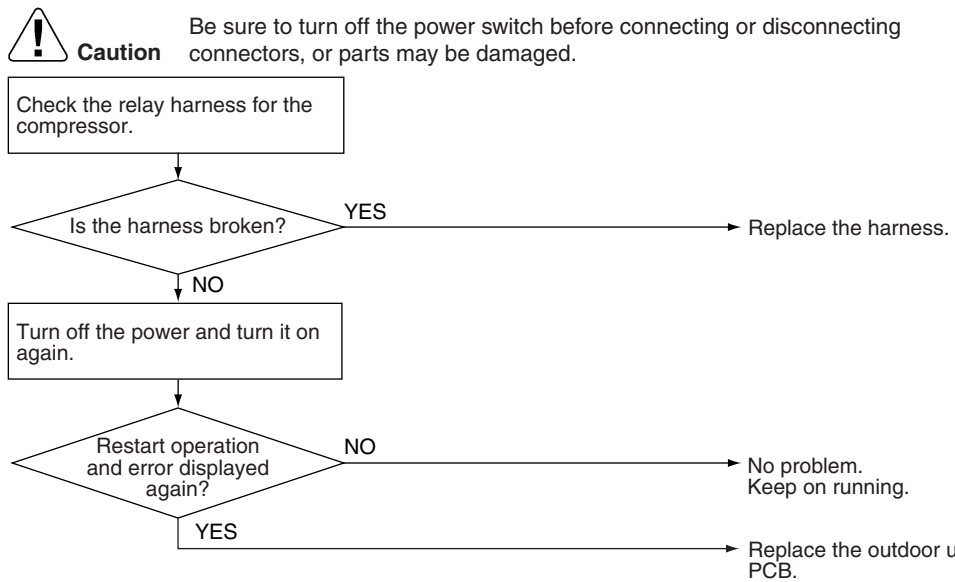 Be sure to turn off the power switch before connecting or disconnecting
Caution connectors, or parts may be damaged.
Check the relay harness for the
compressor.
Is the harness broken?
YES
Replace the harness.
NO
Turn off the power and turn it on
again.
Restart operation
and error displayed
again?
NO
No problem.
Keep on running.
YES
Replace the outdoor
PCB.